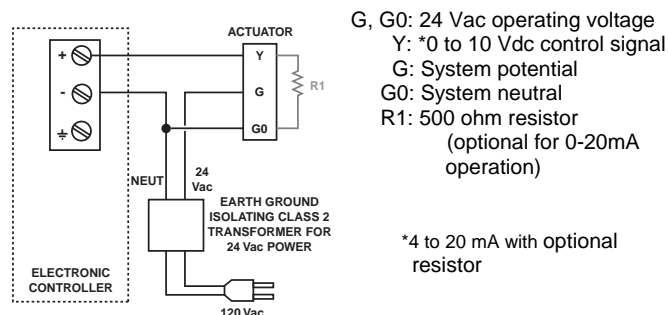 ACTUATOR
+
Y
R1
-
G
G0
NEUT
24
Vac
EARTH GROUND
ISOLATING CLASS 2
TRANSFORMER FOR
24 Vac POWER
ELECTRONIC
CONTROLLER
120 Vac
G, G0: 24 Vac operating voltage
Y: *0 to 10 Vdc control signal
G: System potential
G0: System neutral
R1: 500 ohm resistor
(optional for 0-20mA
operation)
*4 to 20 mA with optional
resistor